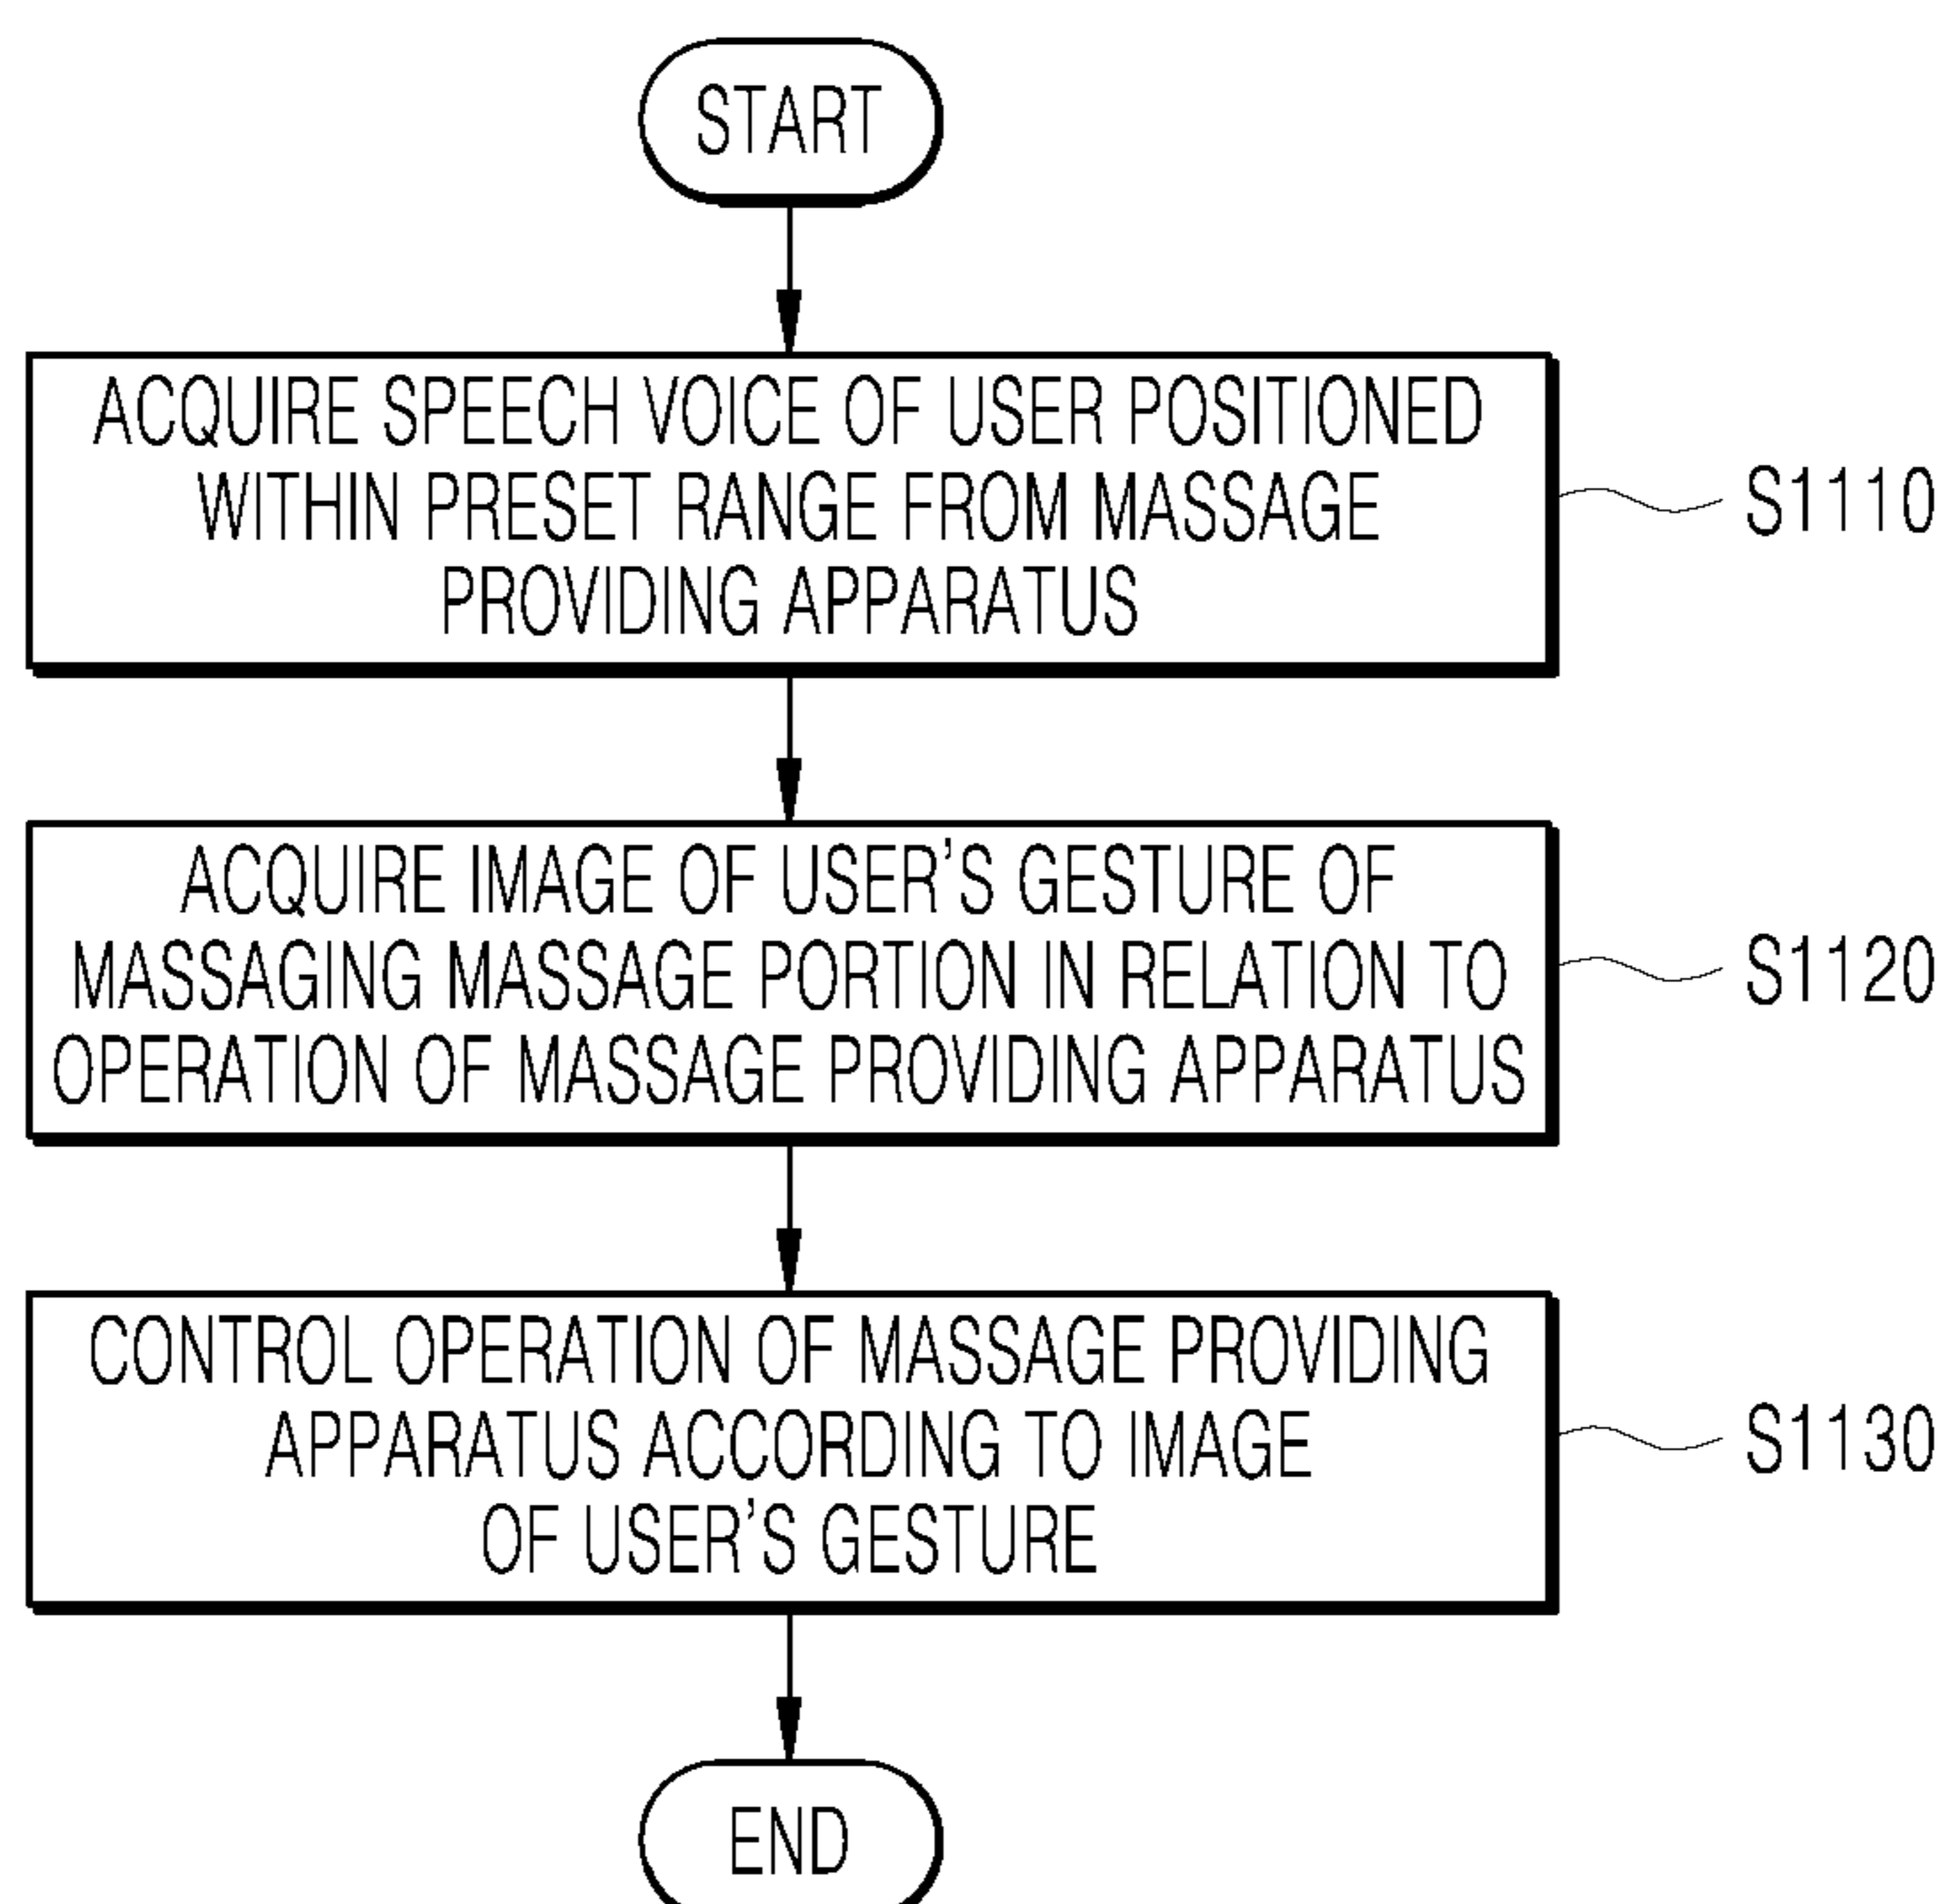 START
ACQUIRE SPEECH VOICE OF USER POSITIONED
WITHIN PRESET RANGE FROM MASSAGE
PROVIDING APPARATUS
S1110
ACQUIRE IMAGE OF USER'S GESTURE OF
MASSAGING MASSAGE PORTION IN RELATION TO
OPERATION OF MASSAGE PROVIDING APPARATUS
S1120
CONTROL OPERATION OF MASSAGE PROVIDING
APPARATUS ACCORDING TO IMAGE
OF USER'S GESTURE
S1130
END